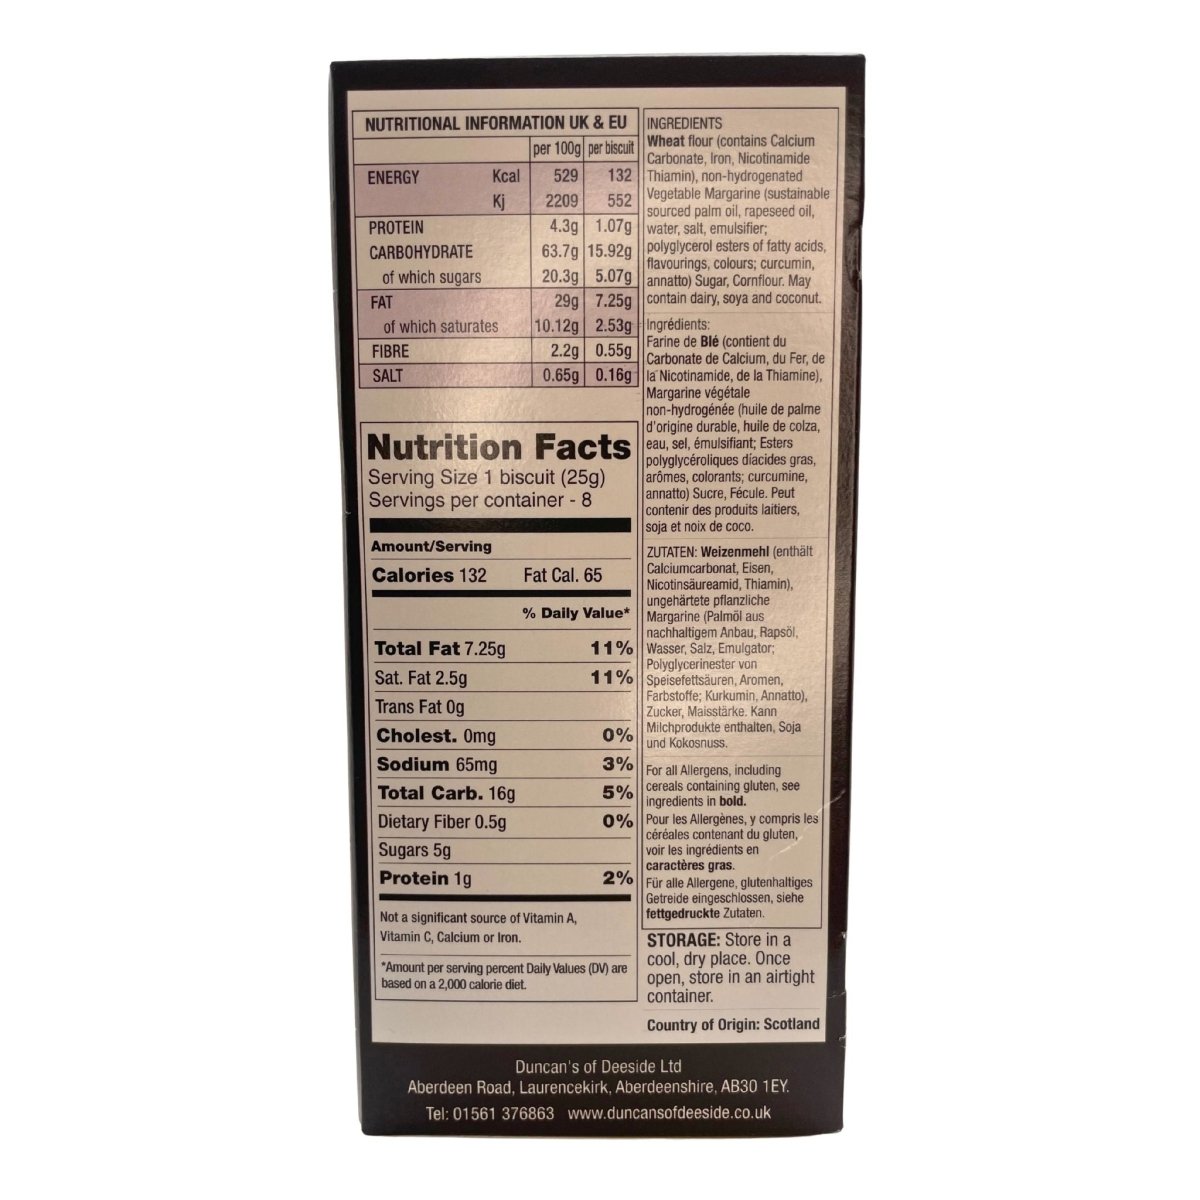 NUTRITIONAL INFORMATION UK & EU
per 100g per biscuit
ENERGY Kcal 529 132
Kj 2209 552
PROTEIN 4.3g 1.07g
CARBOHYDRATE 63.7g 15.92g
of which sugars 20.3g 5.07g
FAT 29g 7.25g
of which saturates 10.12g 2.53g
FIBRE 2.2g 0.55g
SALT 0.65g 0.16g
Nutrition Facts
Serving Size 1 biscuit (25g)
Servings per container - 8
Amount/Serving
Calories 132 Fat Cal. 65
% Daily Value*
Total Fat 7.25g 11%
Sat. Fat 2.5g 11%
Trans Fat 0g
Cholest. 0mg 0%
Sodium 65mg 3%
Total Carb. 16g 5%
Dietary Fiber 0.5g 0%
Sugars 5g
Protein 1g 2%
Not a significant source of Vitamin A,
Vitamin C, Calcium or Iron.
*Amount per serving percent Daily Values (DV) are
based on a 2,000 calorie diet.
INGREDIENTS
Wheat flour (contains Calcium
Carbonate, Iron, Nicotinamide
Thiamin), non-hydrogenated
Vegetable Margarine (sustainable
sourced palm oil, rapeseed oil,
water, salt, emulsifier;
polyglycerol esters of fatty acids,
flavourings, colours; curcumin,
annatto) Sugar, Cornflour. May
contain dairy, soya and coconut.
Ingrédients:
Farine de Blé (contient du
Carbonate de Calcium, du Fer, de
la Nicotinamide, de la Thiamine),
Margarine végétale
non-hydrogénée (huile de palme
d'origine durable, huile de colza,
eau, sel, émulsifiant; Esters
polyglycéroliques díacides gras,
arômes, colorants; curcumine,
annatto) Sucre, Fécule. Peut
contenir des produits laitiers,
soja et noix de coco.
ZUTATEN: Weizenmehl (enthält
Calciumcarbonat, Eisen,
Nicotinsäureamid, Thiamin),
ungehärtete pflanzliche
Margarine (Palmöl aus
nachhaltigem Anbau, Rapsöl,
Wasser, Salz, Emulgator;
Polyglycerinester von
Speisefettsäuren, Aromen,
Farbstoffe; Kurkumin, Annatto),
Zucker, Maisstärke. Kann
Milchprodukte enthalten, Soja
und Kokosnuss.
For all Allergens, including
cereals containing gluten, see
ingredients in bold.
Pour les Allergènes, y compris les
céréales contenant du gluten,
voir les ingrédients en
caractères gras.
Für alle Allergene, glutenhaltiges
Getreide eingeschlossen, siehe
fettgedruckte Zutaten.
STORAGE: Store in a
cool, dry place. Once
open, store in an airtight
container.
Country of Origin: Scotland
Duncan's of Deeside Ltd
Aberdeen Road, Laurencekirk, Aberdeenshire, AB30 1EY.
Tel: 01561 376863 www.duncansofdeeside.co.uk